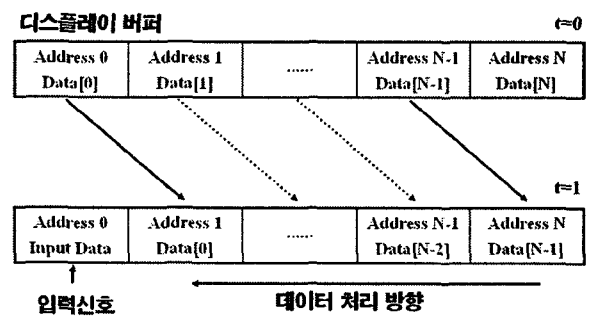 디스플레이 버퍼
t=0
Address 0 Address 1 ...... Address N-1 Address N
Data[0] Data[1] Data[N-1] Data[N]
t=1
Address 0 Address 1 ...... Address N-1 Address N
Input Data Data[0] Data[N-2] Data[N-1]
입력신호
데이터 처리 방향